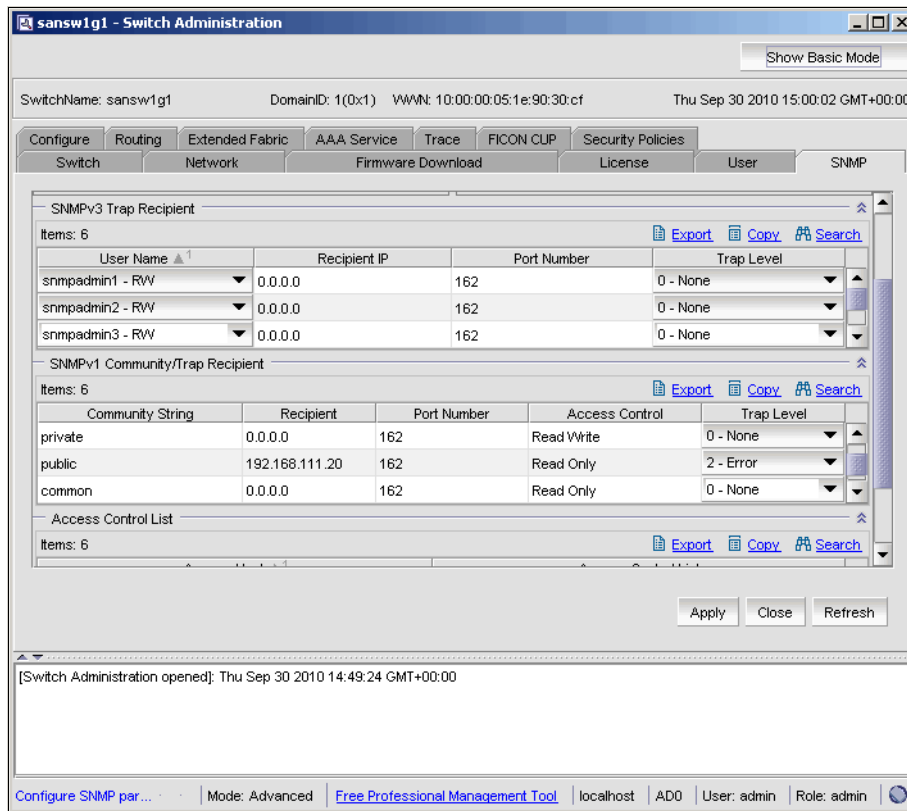 sansw1g1 - Switch Administration
Show Basic Mode
SwitchName: sansw1g1 DomainID: 1(0x1) WWN: 10:00:00:05:1e:90:30:cf Thu Sep 30 2010 15:00:02 GMT+00:00
Configure Routing Extended Fabric AAA Service Trace FICON CUP Security Policies
Switch Network Firmware Download License User SNMP
SNMPv3 Trap Recipient
Items: 6 Export Copy Search
User Name 1 Recipient IP Port Number Trap Level
snmpadmin1 - RW 0.0.0.0 162 0 - None
snmpadmin2 - RW 0.0.0.0 162 0 - None
snmpadmin3 - RW 0.0.0.0 162 0 - None
SNMPv1 Community/Trap Recipient
Items: 6 Export Copy Search
Community String Recipient Port Number Access Control Trap Level
private 0.0.0.0 162 Read Write 0 - None
public 192.168.111.20 162 Read Only 2 - Error
common 0.0.0.0 162 Read Only 0 - None
Access Control List
Items: 6 Export Copy Search
Apply Close Refresh
[Switch Administration opened]: Thu Sep 30 2010 14:49:24 GMT+00:00
Configure SNMP par... Mode: Advanced Free Professional Management Tool localhost AD0 User: admin Role: admin